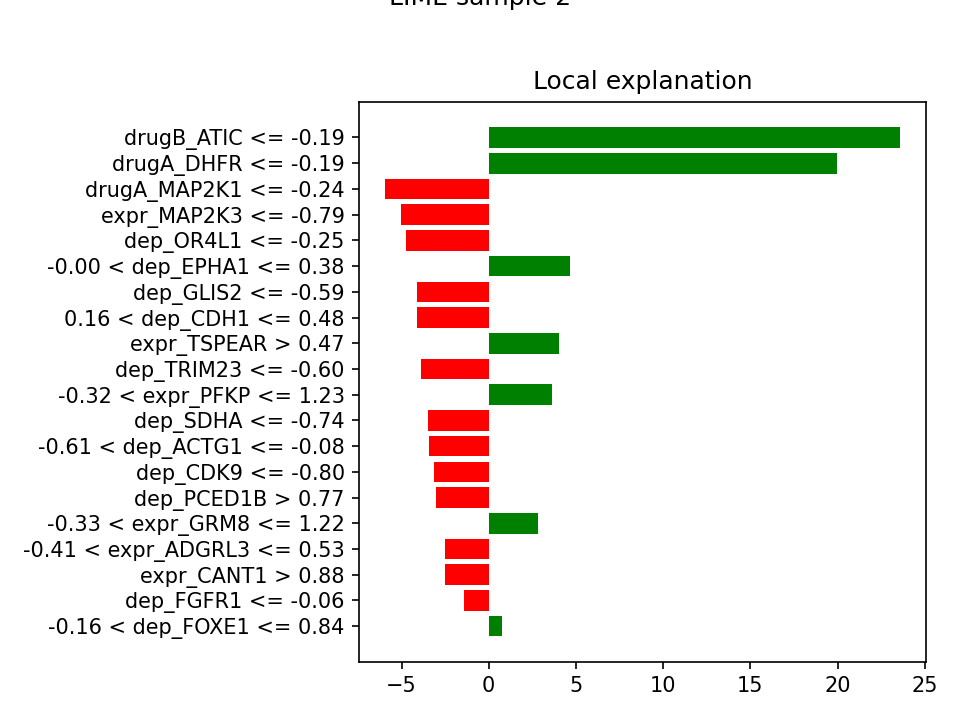 LIME sample 2
Local explanation
drugB_ATIC <= -0.19
drugA_DHFR <= -0.19
drugA_MAP2K1 <= -0.24
expr_MAP2K3 <= -0.79
dep_OR4L1 <= -0.25
-0.00 < dep_EPHA1 <= 0.38
dep_GLIS2 <= -0.59
0.16 < dep_CDH1 <= 0.48
expr_TSPEAR > 0.47
dep_TRIM23 <= -0.60
-0.32 < expr_PFKP <= 1.23
dep_SDHA <= -0.74
-0.61 < dep_ACTG1 <= -0.08
dep_CDK9 <= -0.80
dep_PCED1B > 0.77
-0.33 < expr_GRM8 <= 1.22
-0.41 < expr_ADGRL3 <= 0.53
expr_CANT1 > 0.88
dep_FGFR1 <= -0.06
-0.16 < dep_FOXE1 <= 0.84
−5 0 5 10 15 20 25